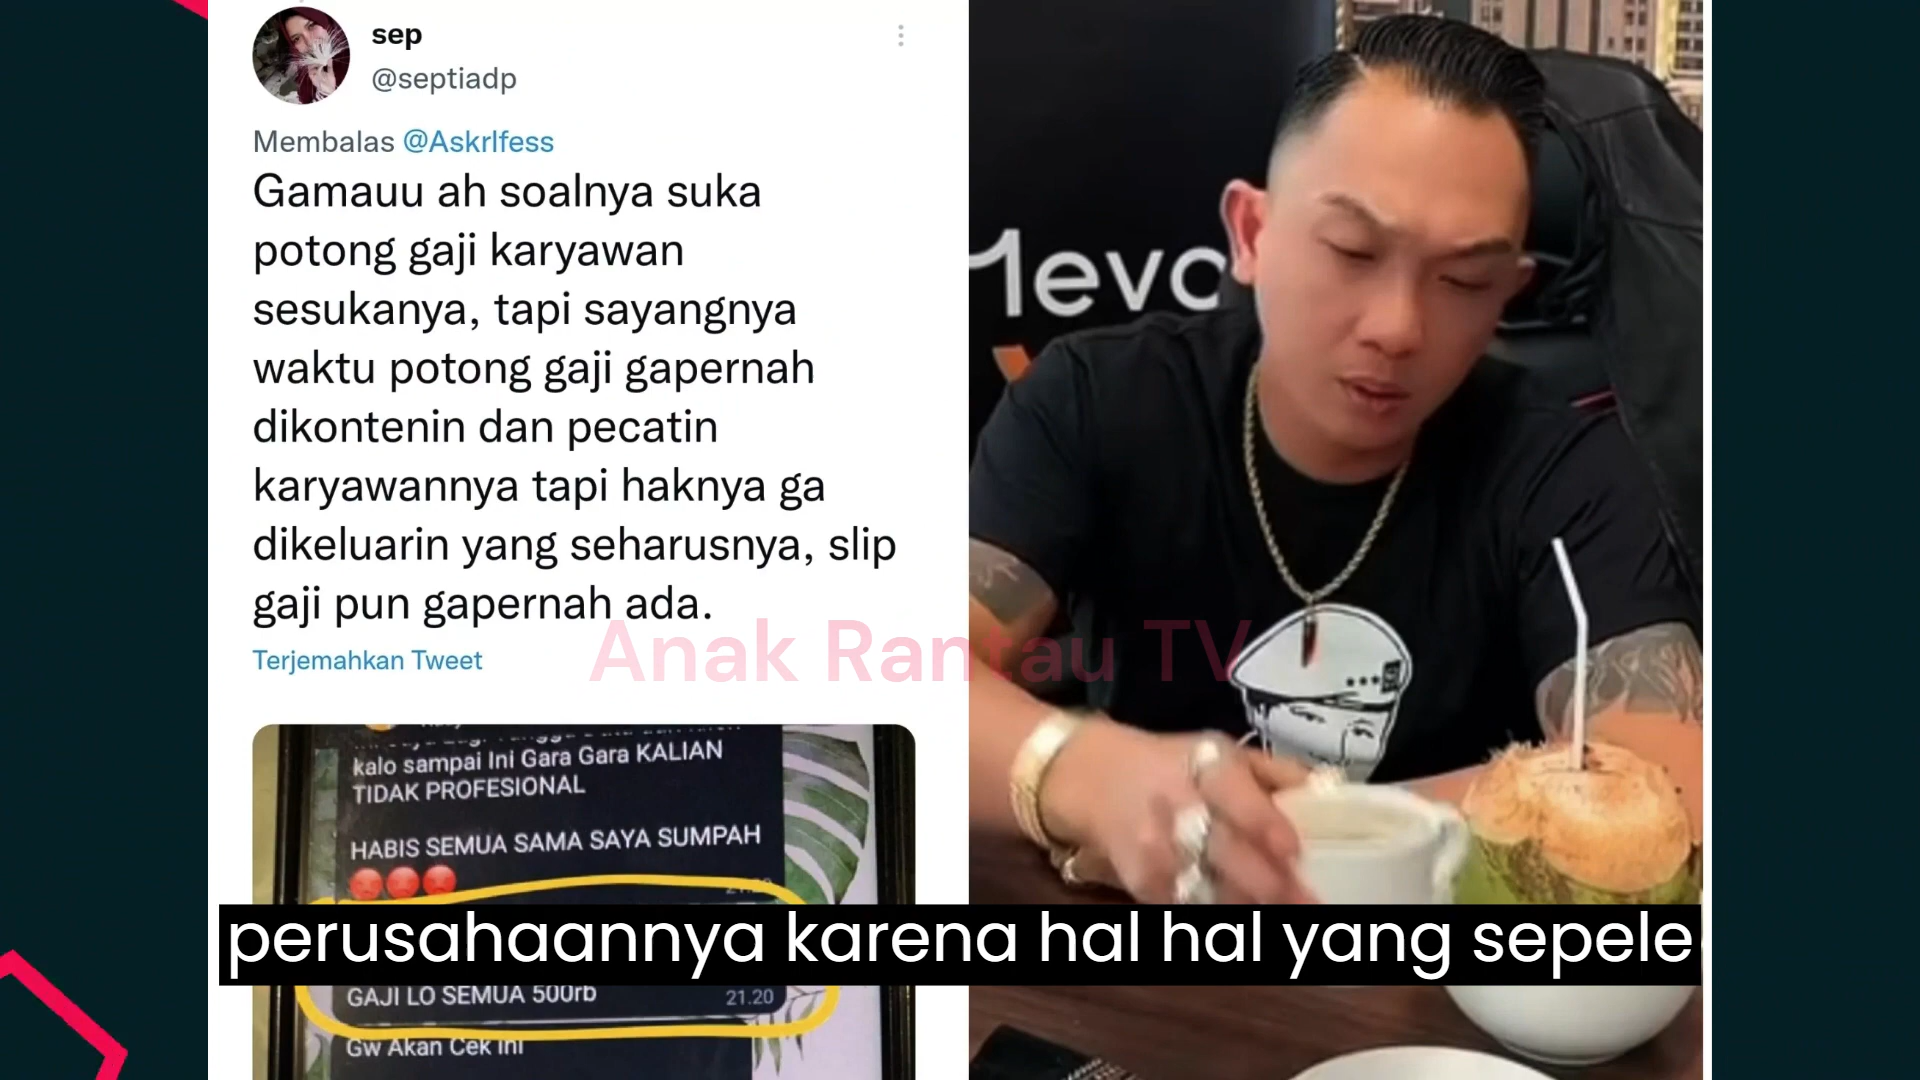 sep
@septiadp
Membalas @Askrlfess
Gamauu ah soalnya suka
potong gaji karyawan
sesukanya, tapi sayangnya
waktu potong gaji gapernah
dikontenin dan pecatin
karyawannya tapi haknya ga
dikeluarin yang seharusnya, slip
gaji pun gapernah ada.
Terjemahkan Tweet
kalo sampai Ini Gara Gara KALIAN
TIDAK PROFESIONAL
HABIS SEMUA SAMA SAYA SUMPAH
GAJI LO SEMUA 500rb
21.20
Gw Akan Cek Ini
Anak Rantau TV
perusahaannya karena hal hal yang sepele